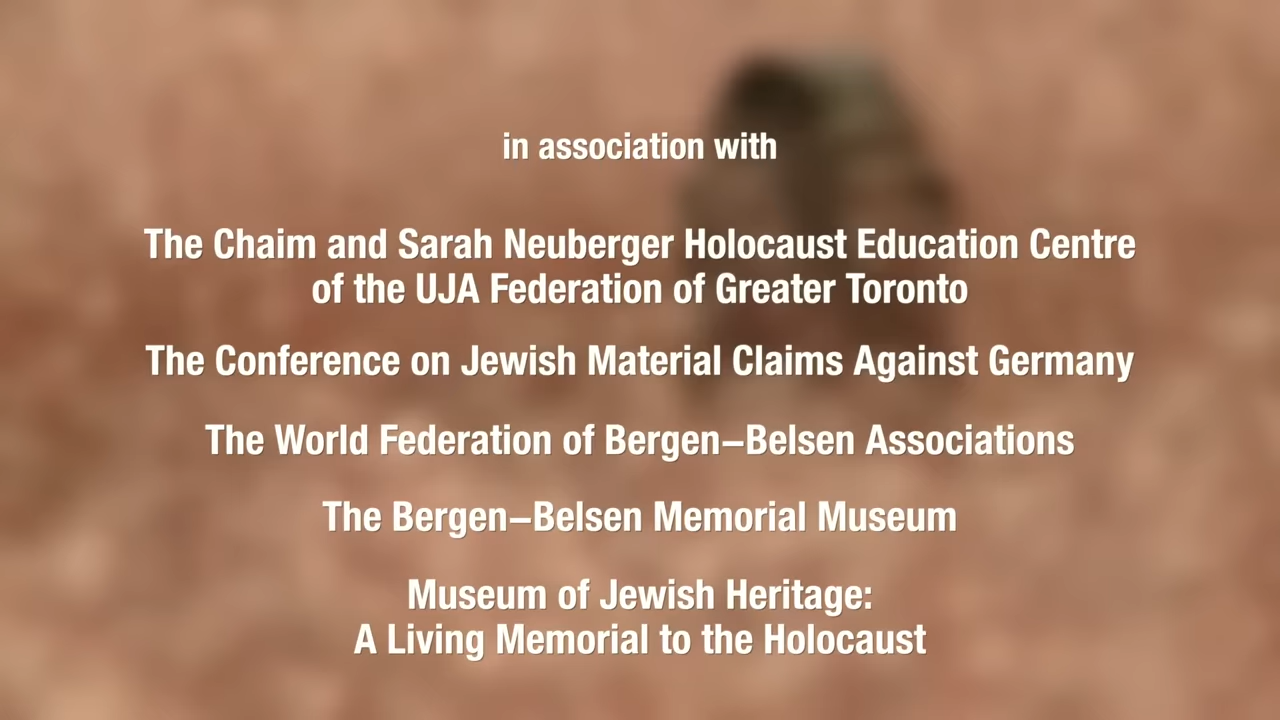 in association with
The Chaim and Sarah Neuberger Holocaust Education Centre
of the UJA Federation of Greater Toronto
The Conference on Jewish Material Claims Against Germany
The World Federation of Bergen–Belsen Associations
The Bergen–Belsen Memorial Museum
Museum of Jewish Heritage:
A Living Memorial to the Holocaust